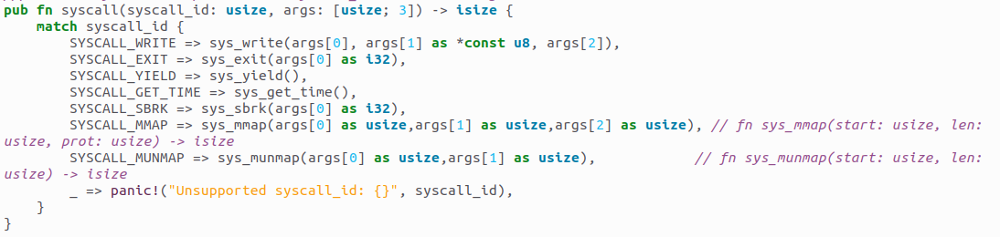 pub fn syscall(syscall_id: usize, args: [usize; 3]) -> isize {
    match syscall_id {
        SYSCALL_WRITE => sys_write(args[0], args[1] as *const u8, args[2]),
        SYSCALL_EXIT => sys_exit(args[0] as i32),
        SYSCALL_YIELD => sys_yield(),
        SYSCALL_GET_TIME => sys_get_time(),
        SYSCALL_SBRK => sys_sbrk(args[0] as i32),
        SYSCALL_MMAP => sys_mmap(args[0] as usize,args[1] as usize,args[2] as usize), // fn sys_mmap(start: usize, len:
usize, prot: usize) -> isize
        SYSCALL_MUNMAP => sys_munmap(args[0] as usize,args[1] as usize),            // fn sys_munmap(start: usize, len:
usize) -> isize
        _ => panic!("Unsupported syscall_id: {}", syscall_id),
    }
}